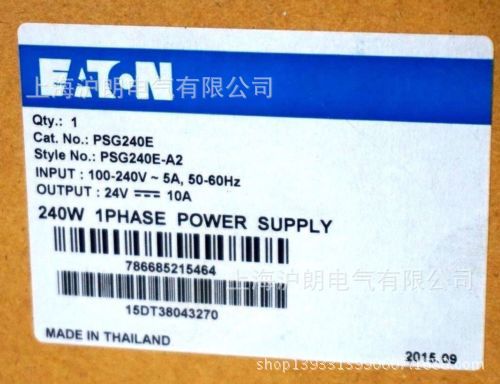 EATON
上海沪朗电气有限公司
Qty.: 1
Cat. No.: PSG240E
Style No.: PSG240E-A2
INPUT : 100-240V ~ 5A, 50-60Hz
OUTPUT : 24V ⎓ 10A
240W 1PHASE POWER SUPPLY
786685215464
上海沪朗电气有限公司
15DT38043270
MADE IN THAILAND
2015.09